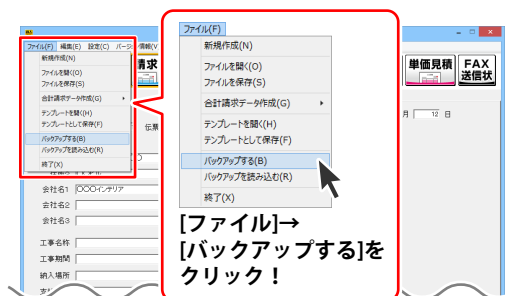 ファイル(F) 編集(E) 設定(C) バージ 情報(V
新規作成(N)
ファイルを開く(O)
ファイルを保存(S)
合計請求データ作成(G)
テンプレートを開く(H)
テンプレートとして保存(F)
バックアップする(B)
バックアップを読み込む(R)
終了(X)
請求
伝票
会社名1 〇〇〇インテリア
会社名2
会社名3
工事名称
工事期間
納入場所
ファイル(F)
新規作成(N)
ファイルを開く(O)
ファイルを保存(S)
合計請求データ作成(G)
テンプレートを開く(H)
テンプレートとして保存(F)
バックアップする(B)
バックアップを読み込む(R)
終了(X)
[ファイル]→
[バックアップする]を
クリック！
単価見積
FAX
送信状
月 12 日